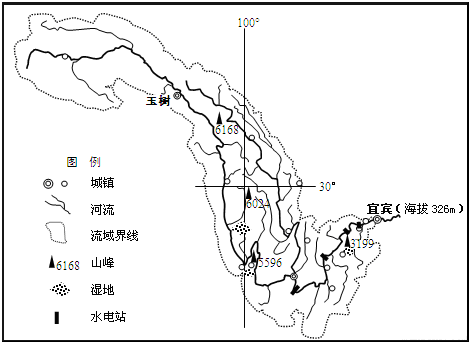 100°
玉树
6168
图 例
城镇
河流
流域界线
6168 山峰
湿地
水电站
6024
30°
宜宾(海拔 326m)
3199
5596